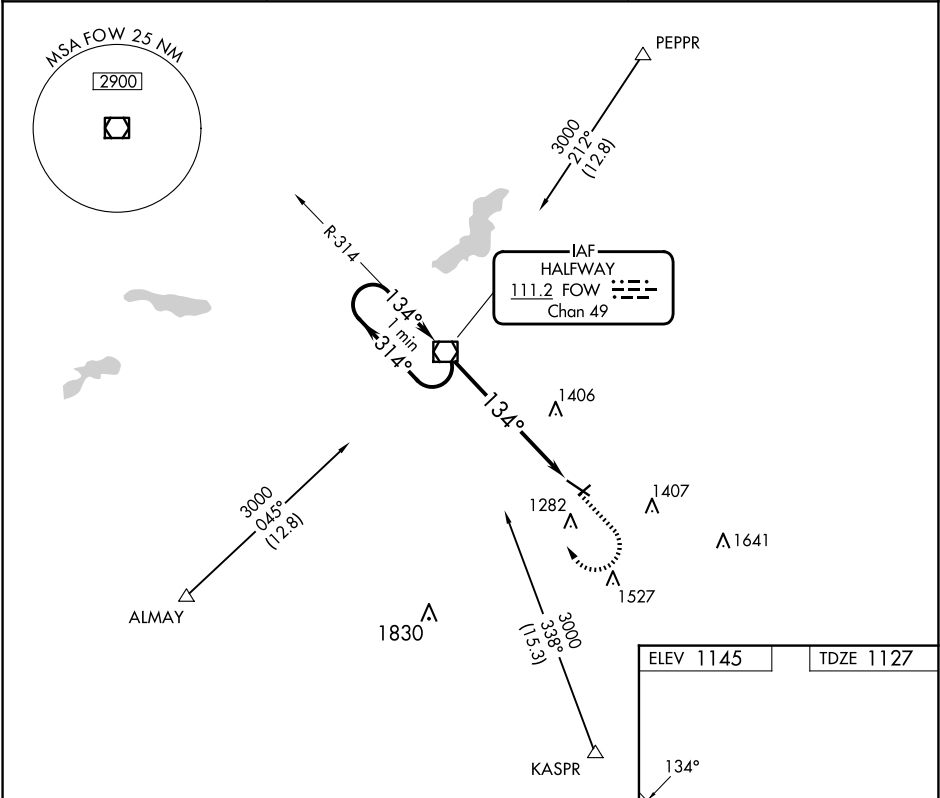 MSA FOW 25 NM
2900
PEPPR
3000
212°
(12.8)
R-314
IAF
HALFWAY
111.2 FOW
Chan 49
134°
1 min
314°
134°
1406
1407
1282
1641
1527
3000
045°
(12.8)
ALMAY
1830
3000
338°
(15.3)
KASPR
ELEV 1145
TDZE 1127
134°